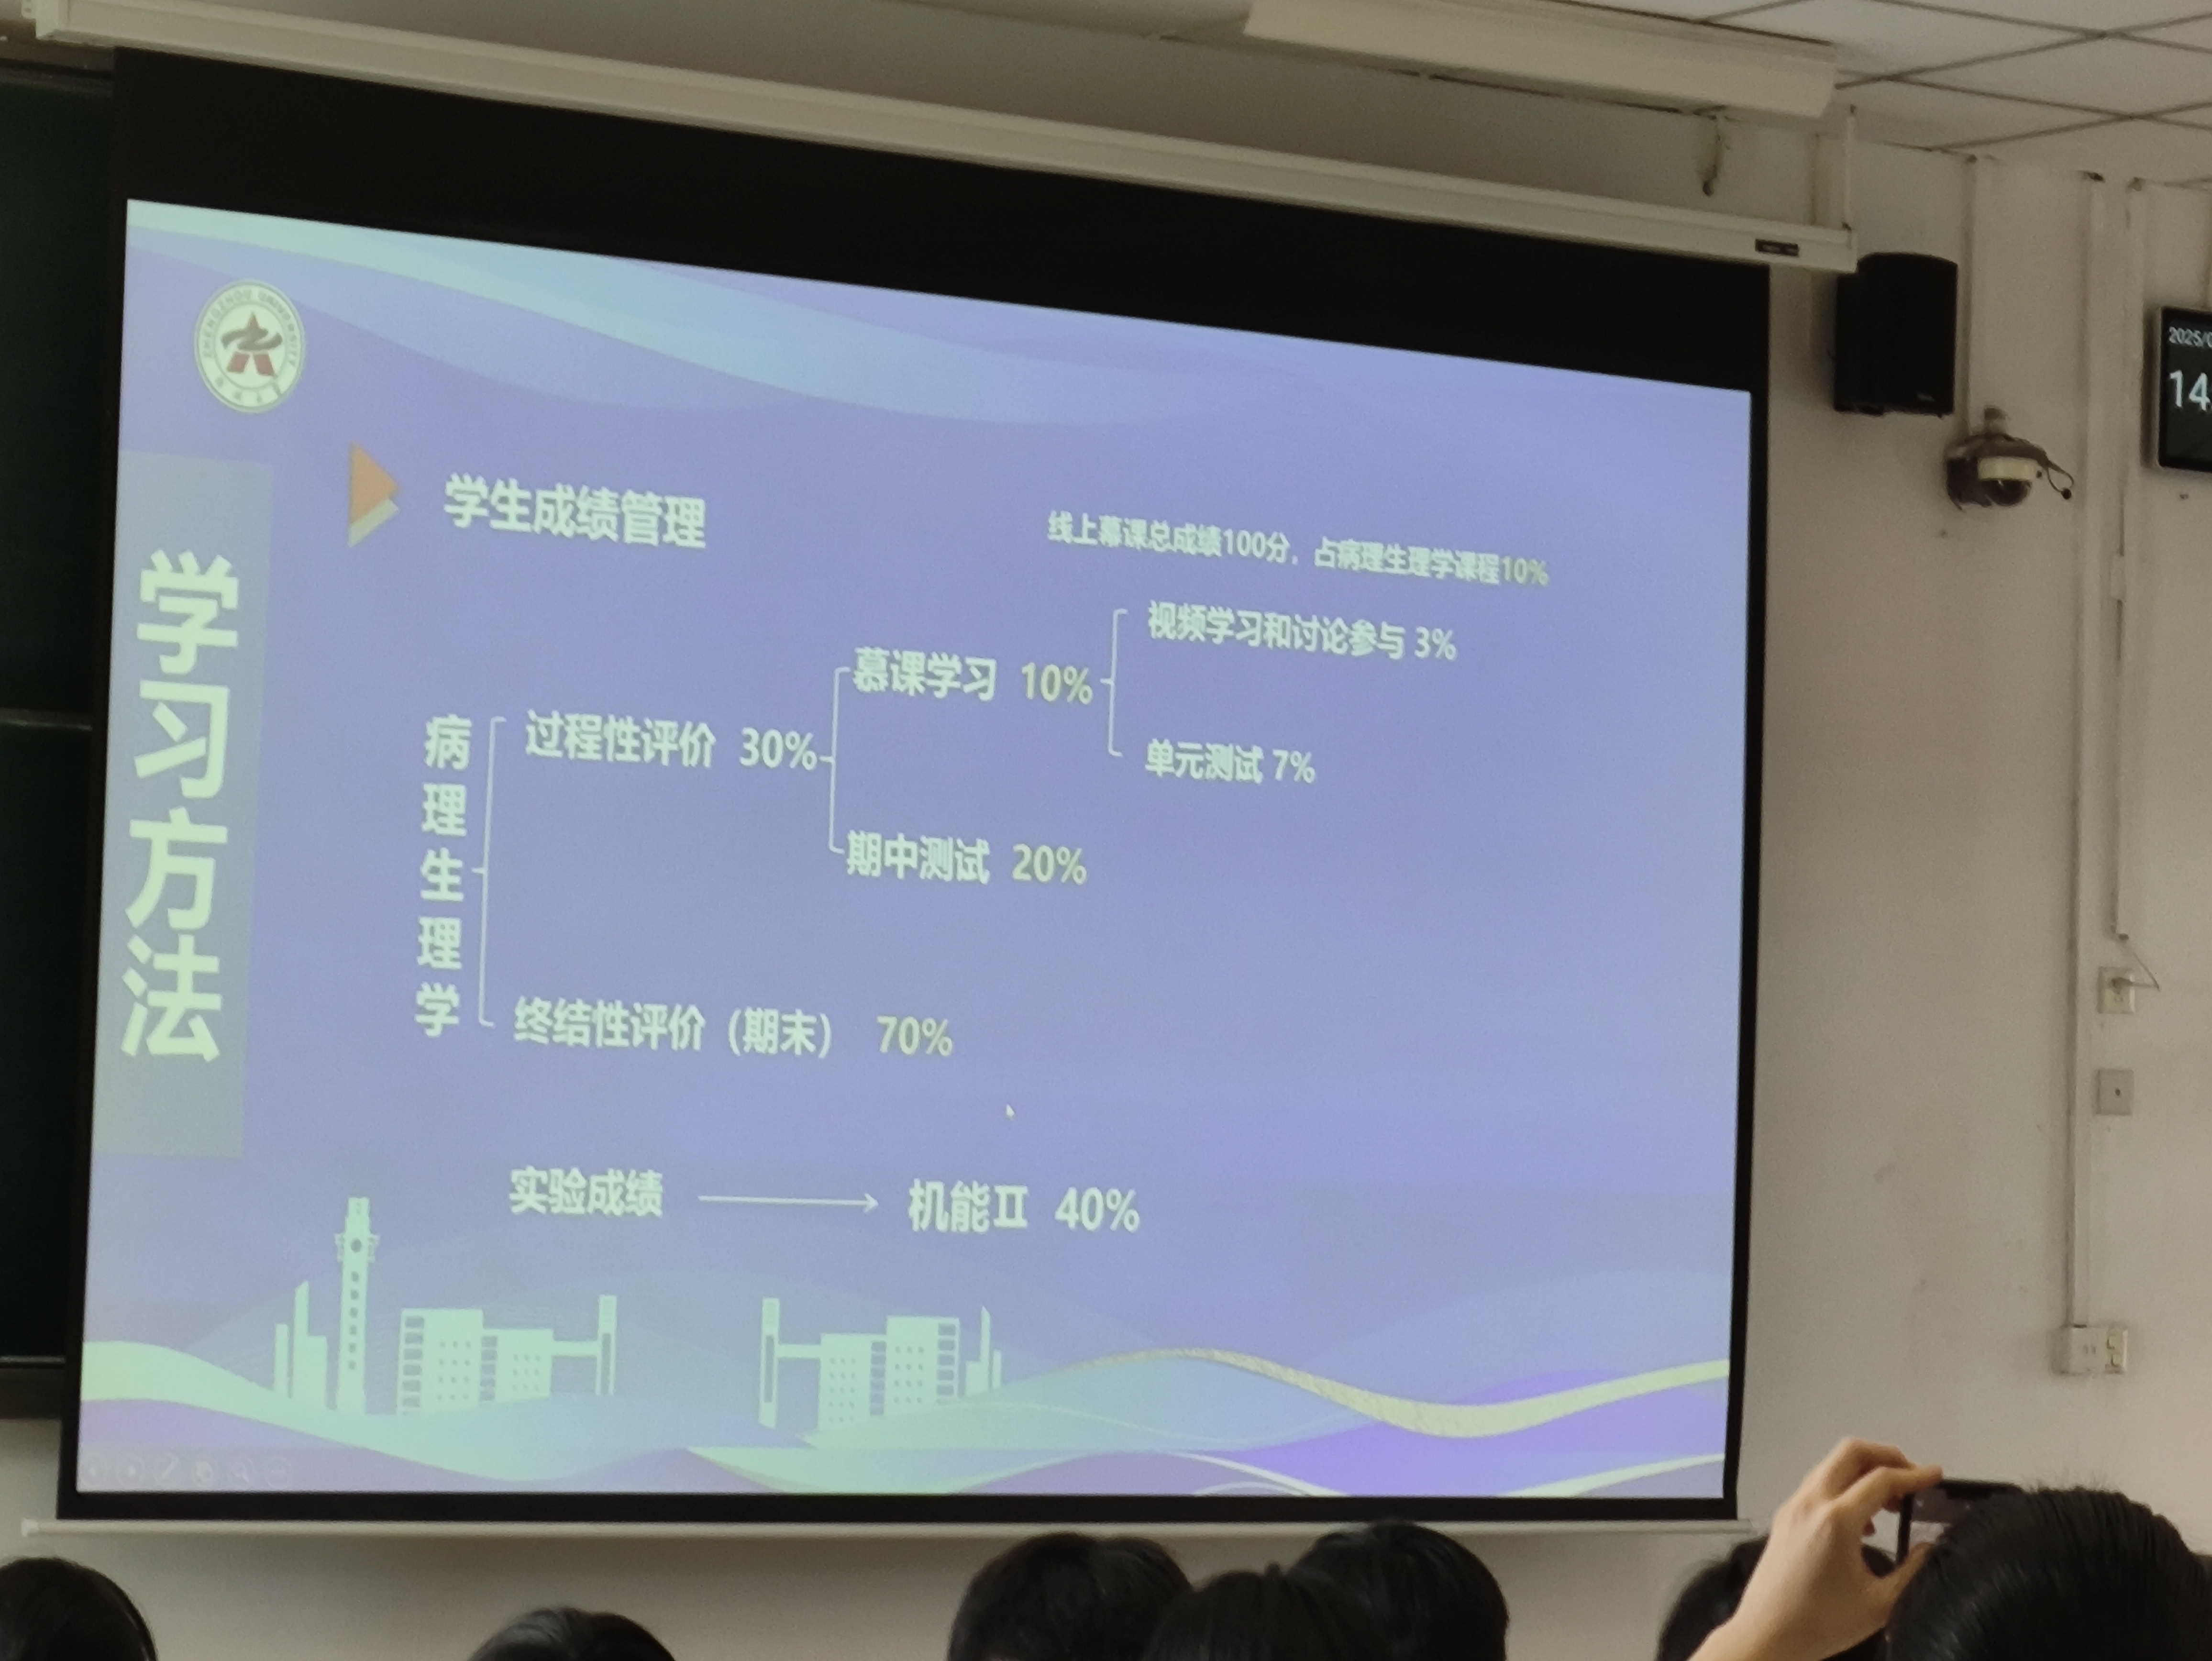 ZHENGZHOU UNIVERSITY
学习方法
学生成绩管理
线上慕课总成绩100分，占病理生理学课程10%
视频学习和讨论参与 3%
慕课学习 10%
单元测试 7%
过程性评价 30%
期中测试 20%
病理生理学
终结性评价（期末） 70%
实验成绩
机能Ⅱ 40%
2025/0
14